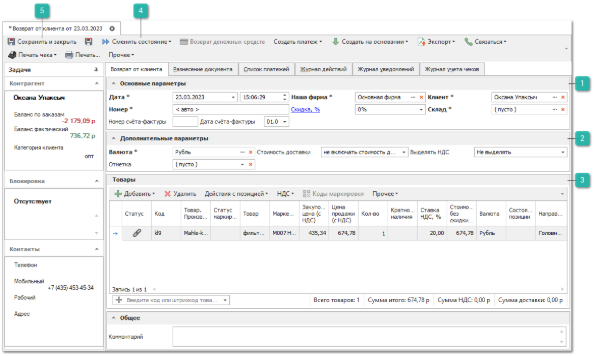 5
4
* Возврат от клиента от 23.03.2023
Сохранить и закрыть
Сменить состояние
Возврат денежных средств
Создать платеж
Создать на основании
Экспорт
Связаться
Печать чека
Печать...
Прочее
Задачи
Возврат от клиента
Разнесение документа
Список платежей
Журнал действий
Журнал уведомлений
Журнал учета чеков
Контрагент
Основные параметры
1
Оксана Упаксыч
Дата *
23.03.2023
15:06:29
Наша фирма *
Основная фирма
Клиент *
Оксана Упаксыч
Номер *
< авто >
Скидка, %
0%
Склад *
( пусто )
Баланс по заказам
-2 179,09 р
Номер счёта-фактуры
Дата счёта-фактуры
01.0
Баланс фактический
736,72 р
Дополнительные параметры
2
Категория клиента
опт
Валюта *
Рубль
Стоимость доставки
не включать стоимость д...
Выделять НДС
Не выделять
Отметка
( пусто )
Блокировка
Товары
3
Отсутствует
Добавить
Удалить
Действия с позицией
НДС
Коды маркировки
Прочее
Статус
Код
Товар. Произв...
Статус маркир...
Товар
Марке...
Закупо... цена (с НДС)
Цена продажи (с НДС)
Кол-во
Кратно... наличия
Ставка НДС, %
Стоимо... без скидки...
Валюта
Состоя... позиции
Направ...
id9
Mahle-k...
фильт...
M007H...
435,34
674,78
1
20,00
674,78
Рубль
Головн...
Контакты
Телефон
Мобильный
+7 (435) 453-45-34
Рабочий
Адрес
Запись 1 из 1
Введите код или штрихкод това...
Всего товаров: 1
Сумма итого: 674,78 р
Сумма НДС: 0,00 р
Сумма доставки: 0,00 р
Общее
Комментарий